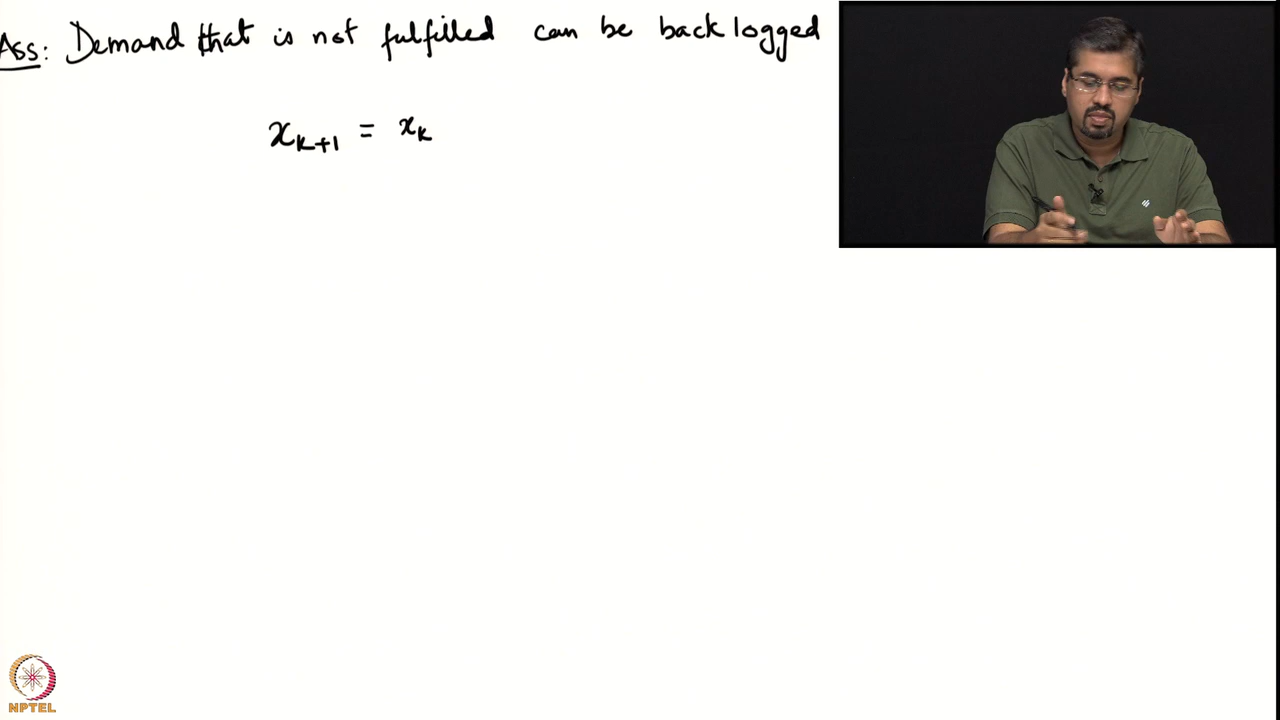 Ass: Demand that is not fulfilled can be backlogged
x_{k+1} = x_k
NPTEL